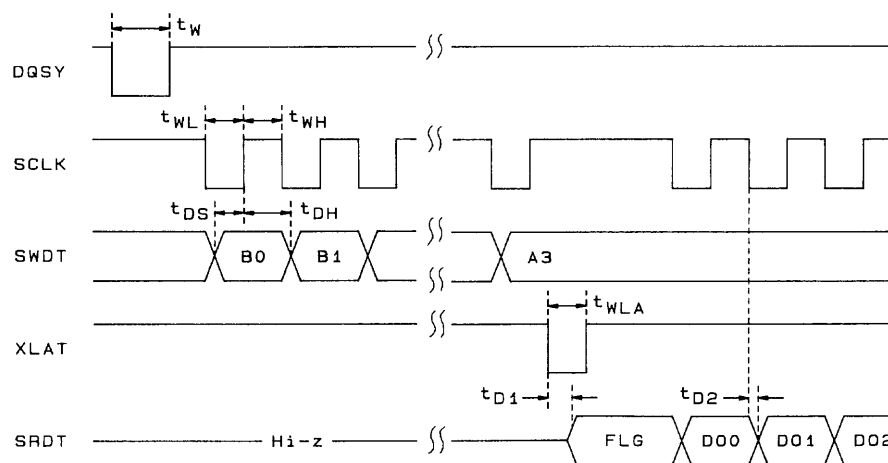 tW
DQSY
tWL tWH
SCLK
tDS tDH
SWDT B0 B1 A3
tWLA
XLAT
tD1 tD2
SRDT Hi-z FLG D00 D01 D02